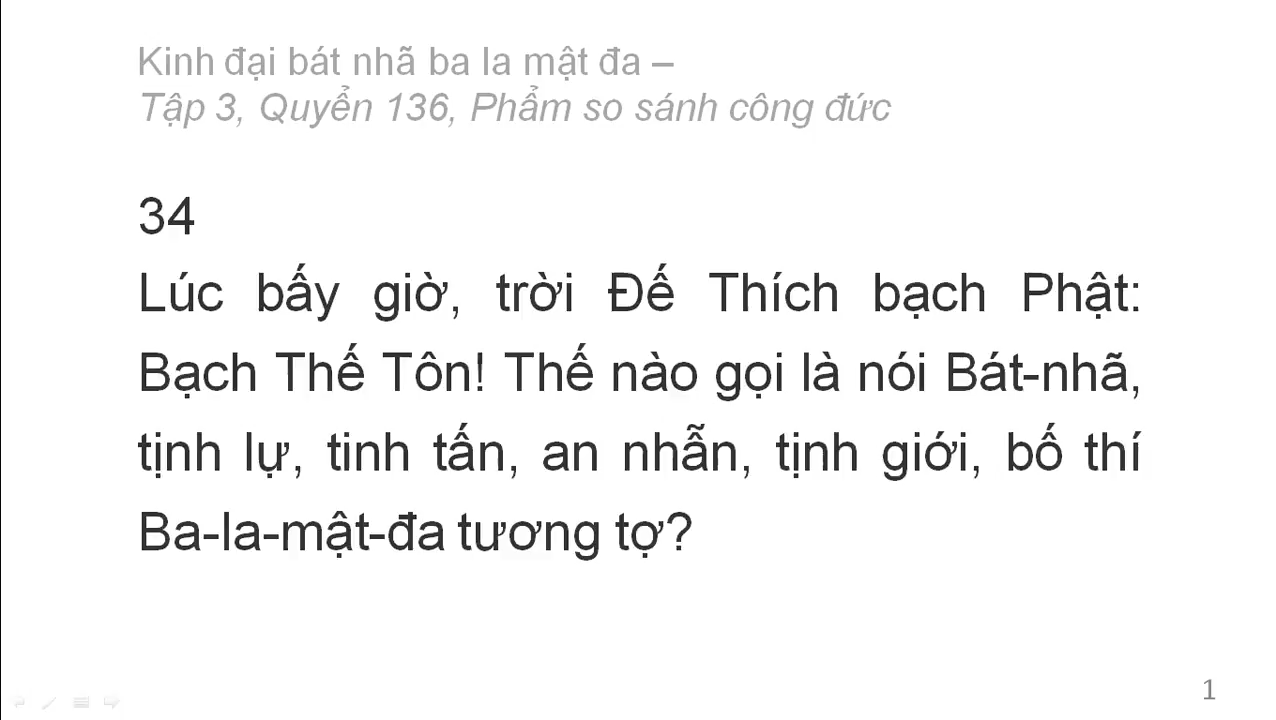 Kinh đại bát nhã ba la mật đa –
Tập 3, Quyển 136, Phẩm so sánh công đức
34
Lúc bấy giờ, trời Đế Thích bạch Phật:
Bạch Thế Tôn! Thế nào gọi là nói Bát-nhã,
tịnh lự, tinh tấn, an nhẫn, tịnh giới, bố thí
Ba-la-mật-đa tương tợ?
1